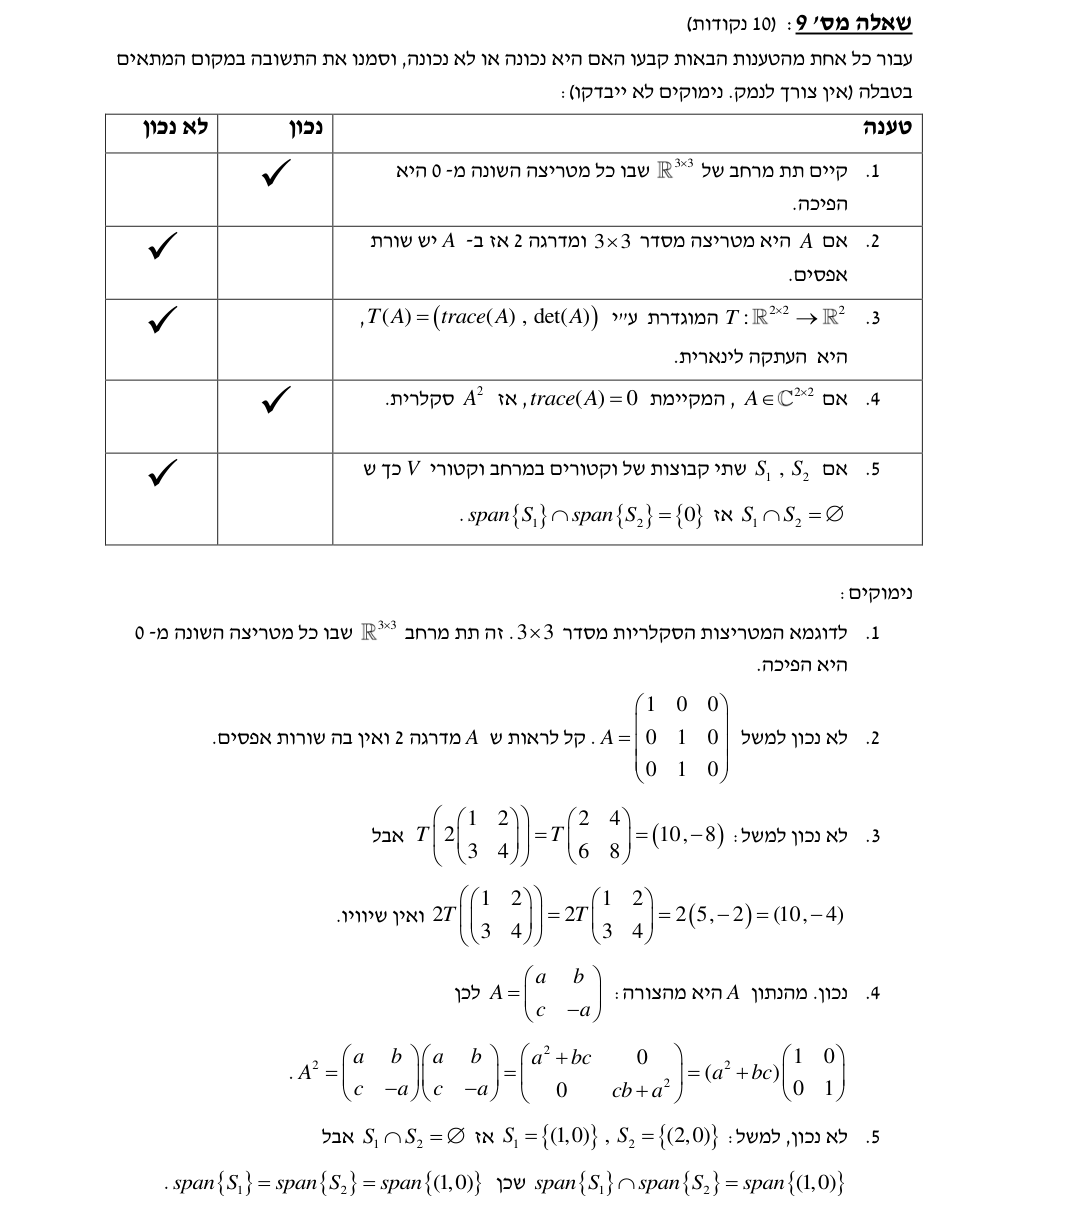 שאלה מס׳ 9 : (10 נקודות)
עבור כל אחת מהטענות הבאות קבעו האם היא נכונה או לא נכונה, וסמנו את התשובה במקום המתאים
בטבלה (אין צורך לנמק. נימוקים לא ייבדקו) :
טענה נכון לא נכון
1. קיים תת מרחב של ℝ³ˣ³ שבו כל מטריצה השונה מ- 0 היא ✓
הפיכה.
2. אם A היא מטריצה מסדר 3×3 ומדרגה 2 אז ב- A יש שורת ✓
אפסים.
3. T : ℝ²ˣ² → ℝ² המוגדרת ע״י T(A) = (trace(A) , det(A)) , ✓
היא העתקה לינארית.
4. אם A ∈ ℂ²ˣ² , המקיימת trace(A) = 0 , אז A² סקלרית. ✓
5. אם S₁ , S₂ שתי קבוצות של וקטורים במרחב וקטורי V כך ש ✓
S₁ ∩ S₂ = ∅ אז span{S₁} ∩ span{S₂} = {0} .
נימוקים :
1. לדוגמא המטריצות הסקלריות מסדר 3×3 . זה תת מרחב ℝ³ˣ³ שבו כל מטריצה השונה מ- 0
היא הפיכה.
2. לא נכון למשל A = (1 0 0; 0 1 0; 0 1 0) . קל לראות ש A מדרגה 2 ואין בה שורות אפסים.
3. לא נכון למשל : T(2(1 2; 3 4)) = T(2 4; 6 8) = (10,−8) אבל
2T((1 2; 3 4)) = 2T(1 2; 3 4) = 2(5,−2) = (10,−4) ואין שיוויו.
4. נכון. מהנתון A היא מהצורה : A = (a b; c −a) לכן
A² = (a b; c −a)(a b; c −a) = (a² + bc 0; 0 cb + a²) = (a² + bc)(1 0; 0 1) .
5. לא נכון, למשל : S₁ = {(1,0)} , S₂ = {(2,0)} אז S₁ ∩ S₂ = ∅ אבל
span{S₁} ∩ span{S₂} = span{(1,0)} שכן span{S₁} = span{S₂} = span{(1,0)} .